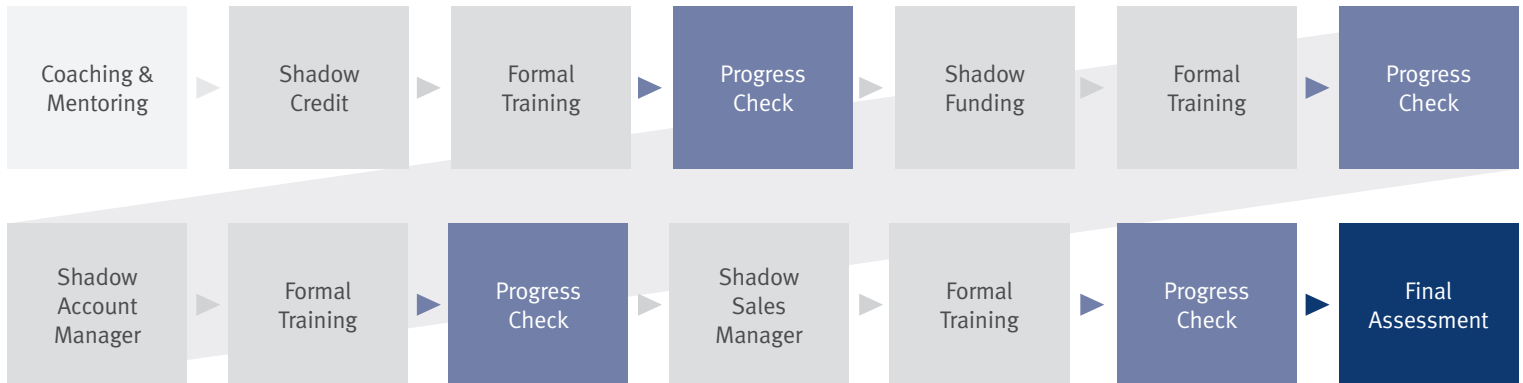 Coaching &
Mentoring
Shadow
Credit
Formal
Training
Progress
Check
Shadow
Funding
Formal
Training
Progress
Check
Shadow
Account
Manager
Formal
Training
Progress
Check
Shadow
Sales
Manager
Formal
Training
Progress
Check
Final
Assessment